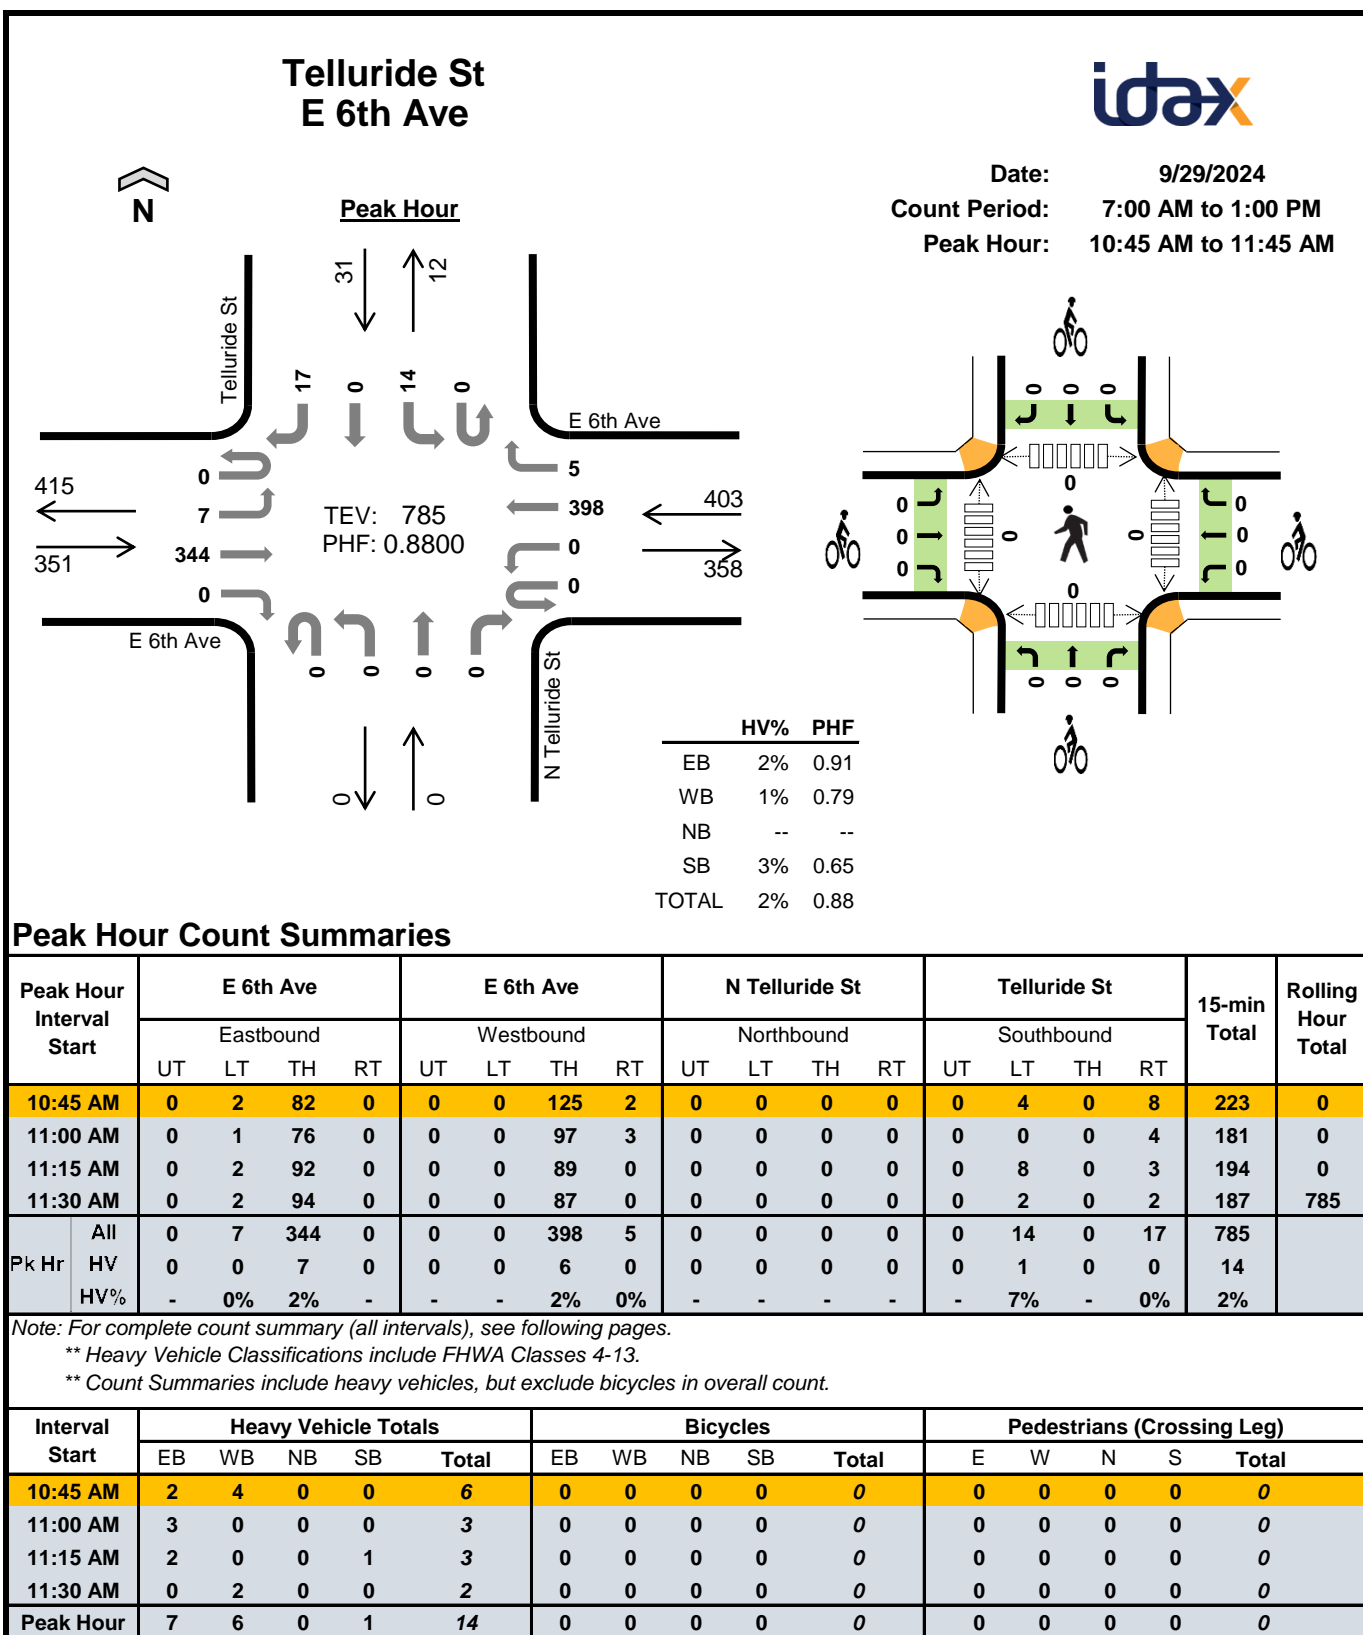 Telluride St
E 6th Ave
idax
Date: 9/29/2024
Count Period: 7:00 AM to 1:00 PM
Peak Hour: 10:45 AM to 11:45 AM
N
Peak Hour
31 12
Telluride St
17 0 14 0
E 6th Ave
0 5
415 7 TEV: 785 398 403
351 344 PHF: 0.8800 0 358
0 0
E 6th Ave
0 0 0 0
N Telluride St
0 0
0 0 0
0
0 0
0 0 0 0
0 0
0
0 0 0
HV% PHF
EB 2% 0.91
WB 1% 0.79
NB -- --
SB 3% 0.65
TOTAL 2% 0.88
Peak Hour Count Summaries
Peak Hour Interval Start E 6th Ave E 6th Ave N Telluride St Telluride St 15-min Total Rolling Hour Total
Eastbound Westbound Northbound Southbound
UT LT TH RT UT LT TH RT UT LT TH RT UT LT TH RT
10:45 AM 0 2 82 0 0 0 125 2 0 0 0 0 0 4 0 8 223 0
11:00 AM 0 1 76 0 0 0 97 3 0 0 0 0 0 0 0 4 181 0
11:15 AM 0 2 92 0 0 0 89 0 0 0 0 0 0 8 0 3 194 0
11:30 AM 0 2 94 0 0 0 87 0 0 0 0 0 0 2 0 2 187 785
Pk Hr All 0 7 344 0 0 0 398 5 0 0 0 0 0 14 0 17 785
HV 0 0 7 0 0 0 6 0 0 0 0 0 0 1 0 0 14
HV% - 0% 2% - - - 2% 0% - - - - - 7% - 0% 2%
Note: For complete count summary (all intervals), see following pages.
** Heavy Vehicle Classifications include FHWA Classes 4-13.
** Count Summaries include heavy vehicles, but exclude bicycles in overall count.
Interval Start Heavy Vehicle Totals Bicycles Pedestrians (Crossing Leg)
EB WB NB SB Total EB WB NB SB Total E W N S Total
10:45 AM 2 4 0 0 6 0 0 0 0 0 0 0 0 0 0
11:00 AM 3 0 0 0 3 0 0 0 0 0 0 0 0 0 0
11:15 AM 2 0 0 1 3 0 0 0 0 0 0 0 0 0 0
11:30 AM 0 2 0 0 2 0 0 0 0 0 0 0 0 0 0
Peak Hour 7 6 0 1 14 0 0 0 0 0 0 0 0 0 0